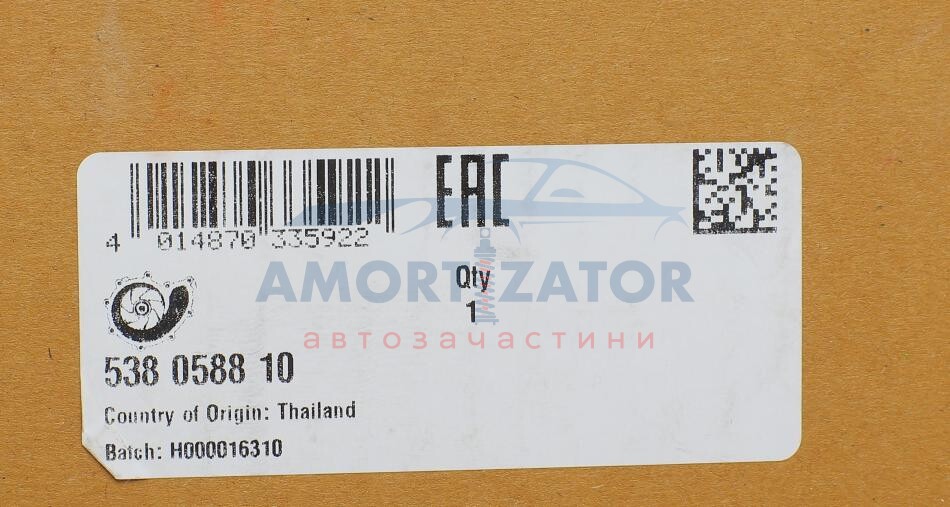 EAC
4 014870 335922
Qty
1
AMORTIZATOR
автозачастини
538 0588 10
Country of Origin: Thailand
Batch: H000016310